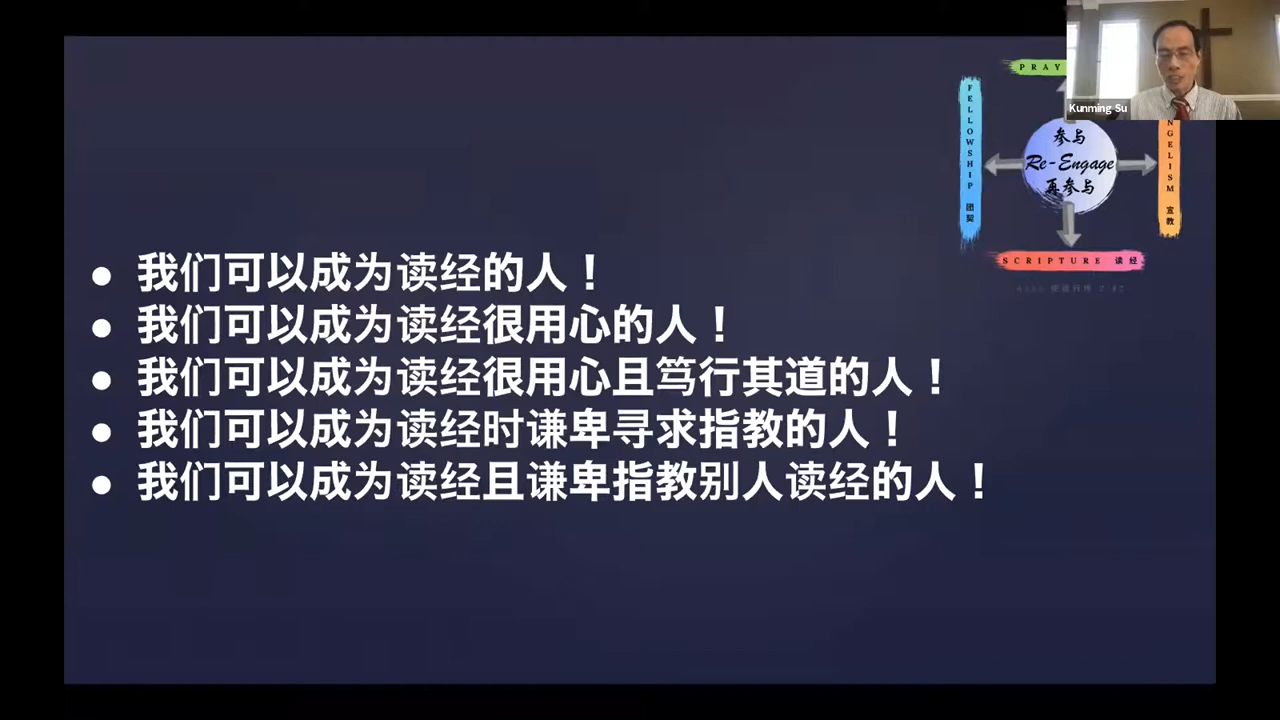 PRAY
Kunming Su
FELLOWSHIP 团契
NGELISM 宣教
参与
Re-Engage
再参与
SCRIPTURE 读经
• 我们可以成为读经的人！
• 我们可以成为读经很用心的人！
• 我们可以成为读经很用心且笃行其道的人！
• 我们可以成为读经时谦卑寻求指教的人！
• 我们可以成为读经且谦卑指教别人读经的人！